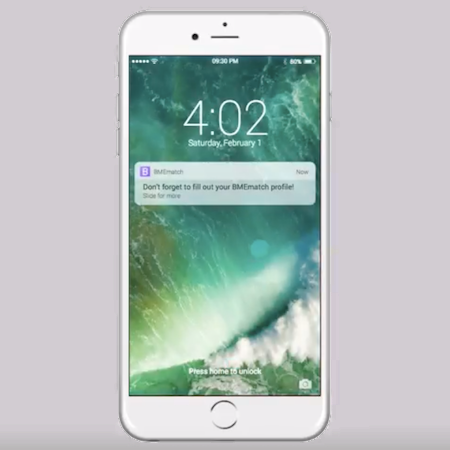 09:30 PM
80%
4:02
Saturday, February 1
B BMEmatch Now
Don't forget to fill out your BMEmatch profile!
Slide for more
Press home to unlock